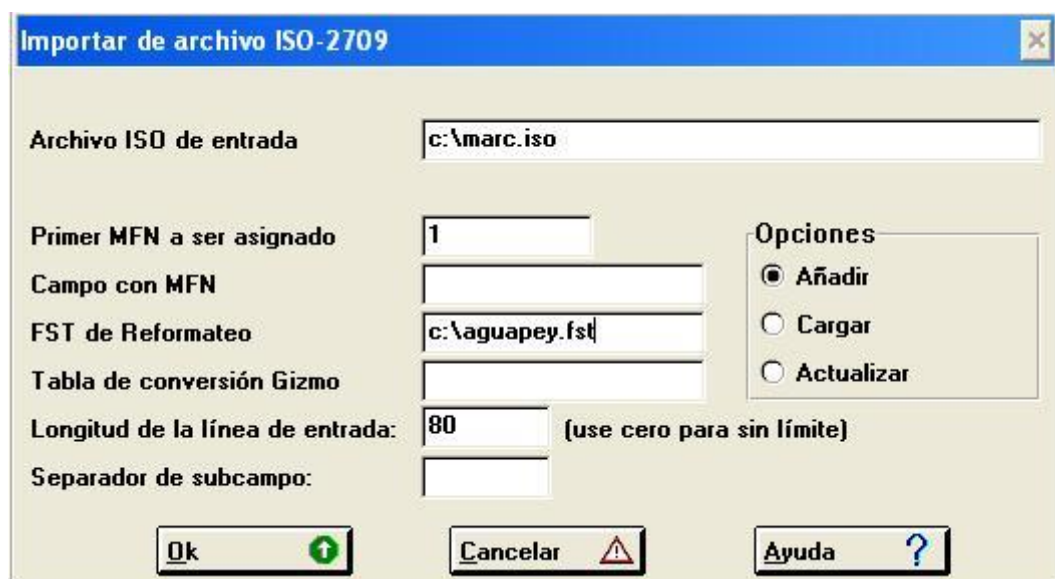 Importar de archivo ISO-2709
Archivo ISO de entrada c:\marc.iso
Primer MFN a ser asignado 1
Campo con MFN
FST de Reformateo c:\aguapey.fst
Tabla de conversión Gizmo
Longitud de la línea de entrada: 80 (use cero para sin límite)
Separador de subcampo:
Opciones
Añadir
Cargar
Actualizar
Ok
Cancelar
Ayuda ?